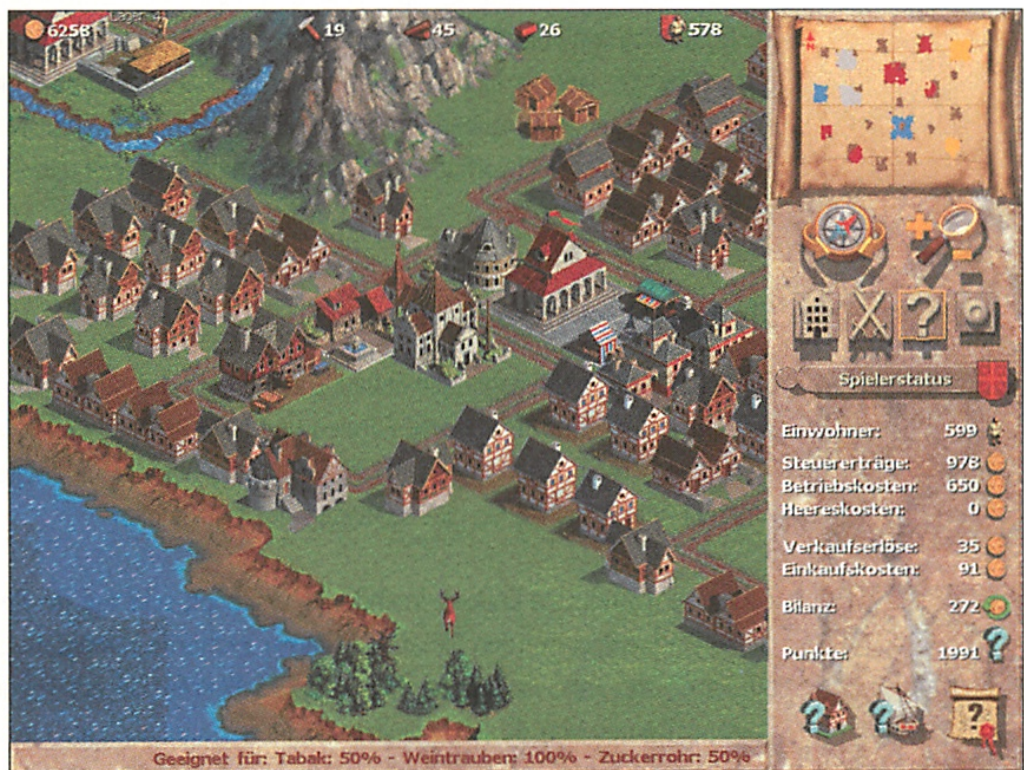 6258 19 45 26 578
N
Spielerstatus
Einwohner: 599
Steuererträge: 978
Betriebskosten: 650
Heereskosten: 0
Verkaufserlöse: 35
Einkaufskosten: 91
Bilanz: 272
Punkte: 1991
Geeignet für: Tabak: 50% - Weintrauben: 100% - Zuckerrohr: 50%